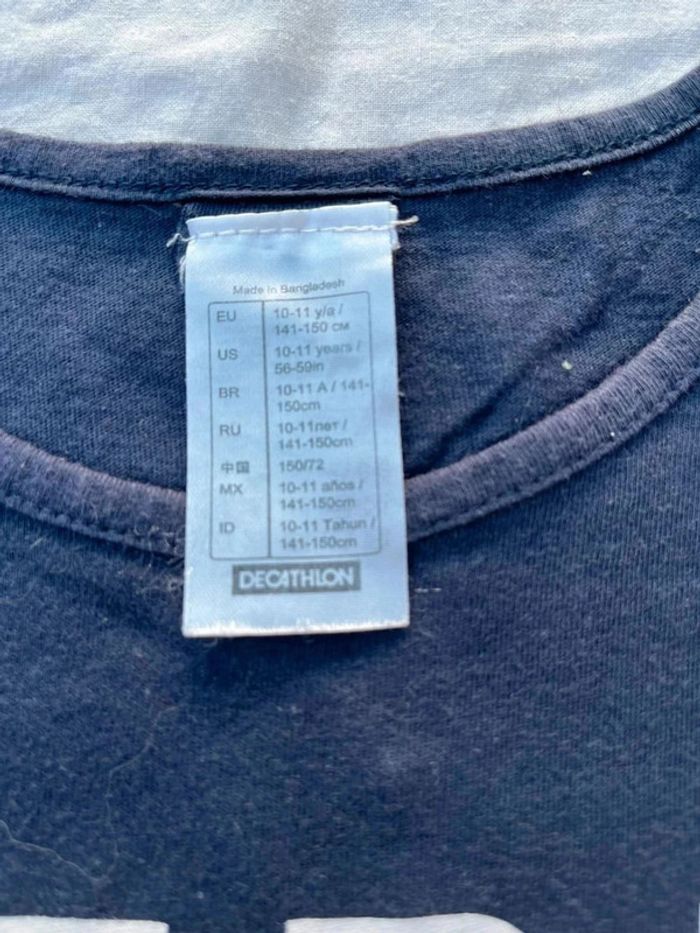 Made in Bangladesh
EU 10-11 y/a /
141-150 CM
US 10-11 years /
56-59in
BR 10-11 A / 141-
150cm
RU 10-11лет /
141-150cm
中国 150/72
MX 10-11 años /
141-150cm
ID 10-11 Tahun /
141-150cm
DECATHLON